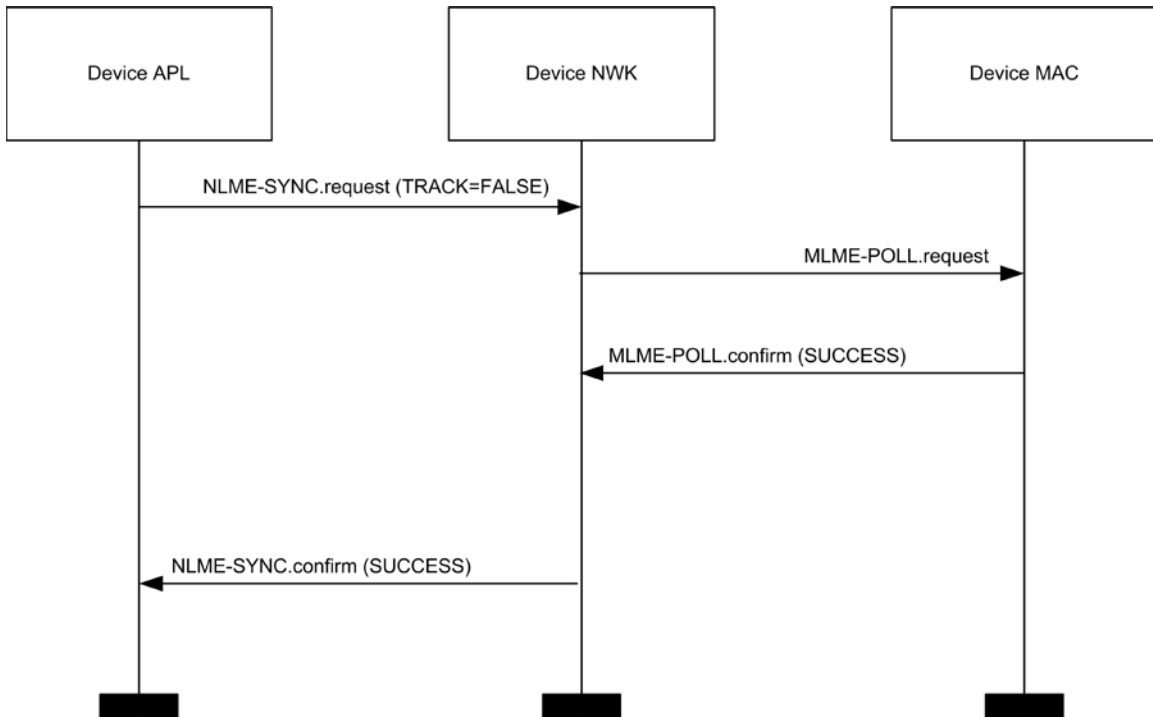 Device APL
Device NWK
Device MAC
NLME-SYNC.request (TRACK=FALSE)
MLME-POLL.request
MLME-POLL.confirm (SUCCESS)
NLME-SYNC.confirm (SUCCESS)